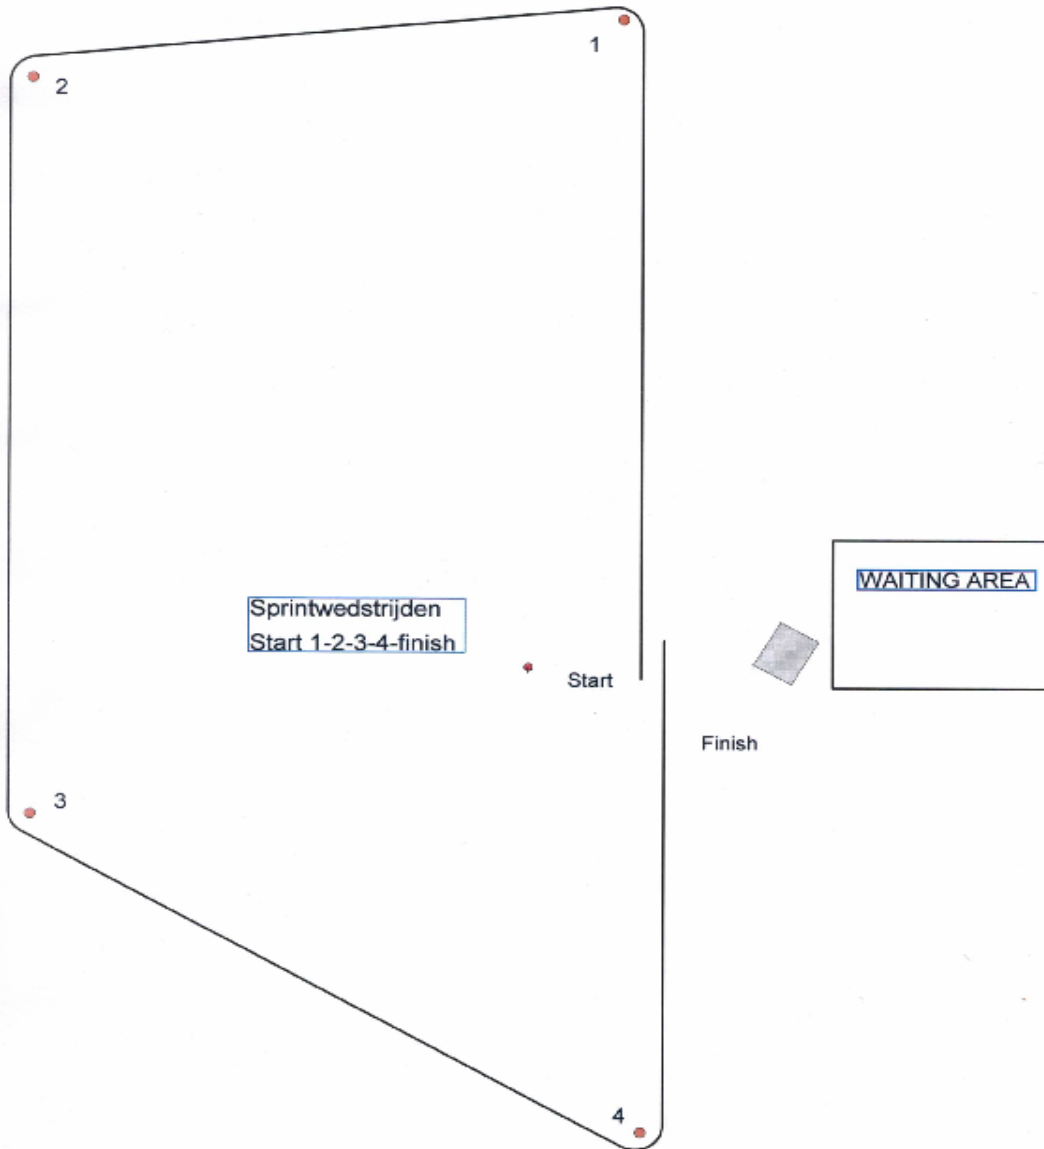 1
2
WAITING AREA
Sprintwedstrijden
Start 1-2-3-4-finish
Start
Finish
3
4